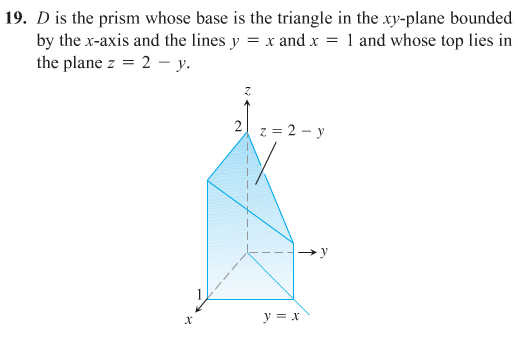 19. D is the prism whose base is the triangle in the xy-plane bounded
by the x-axis and the lines y = x and x = 1 and whose top lies in
the plane z = 2 − y.
z
2
z = 2 − y
y
1
x
y = x